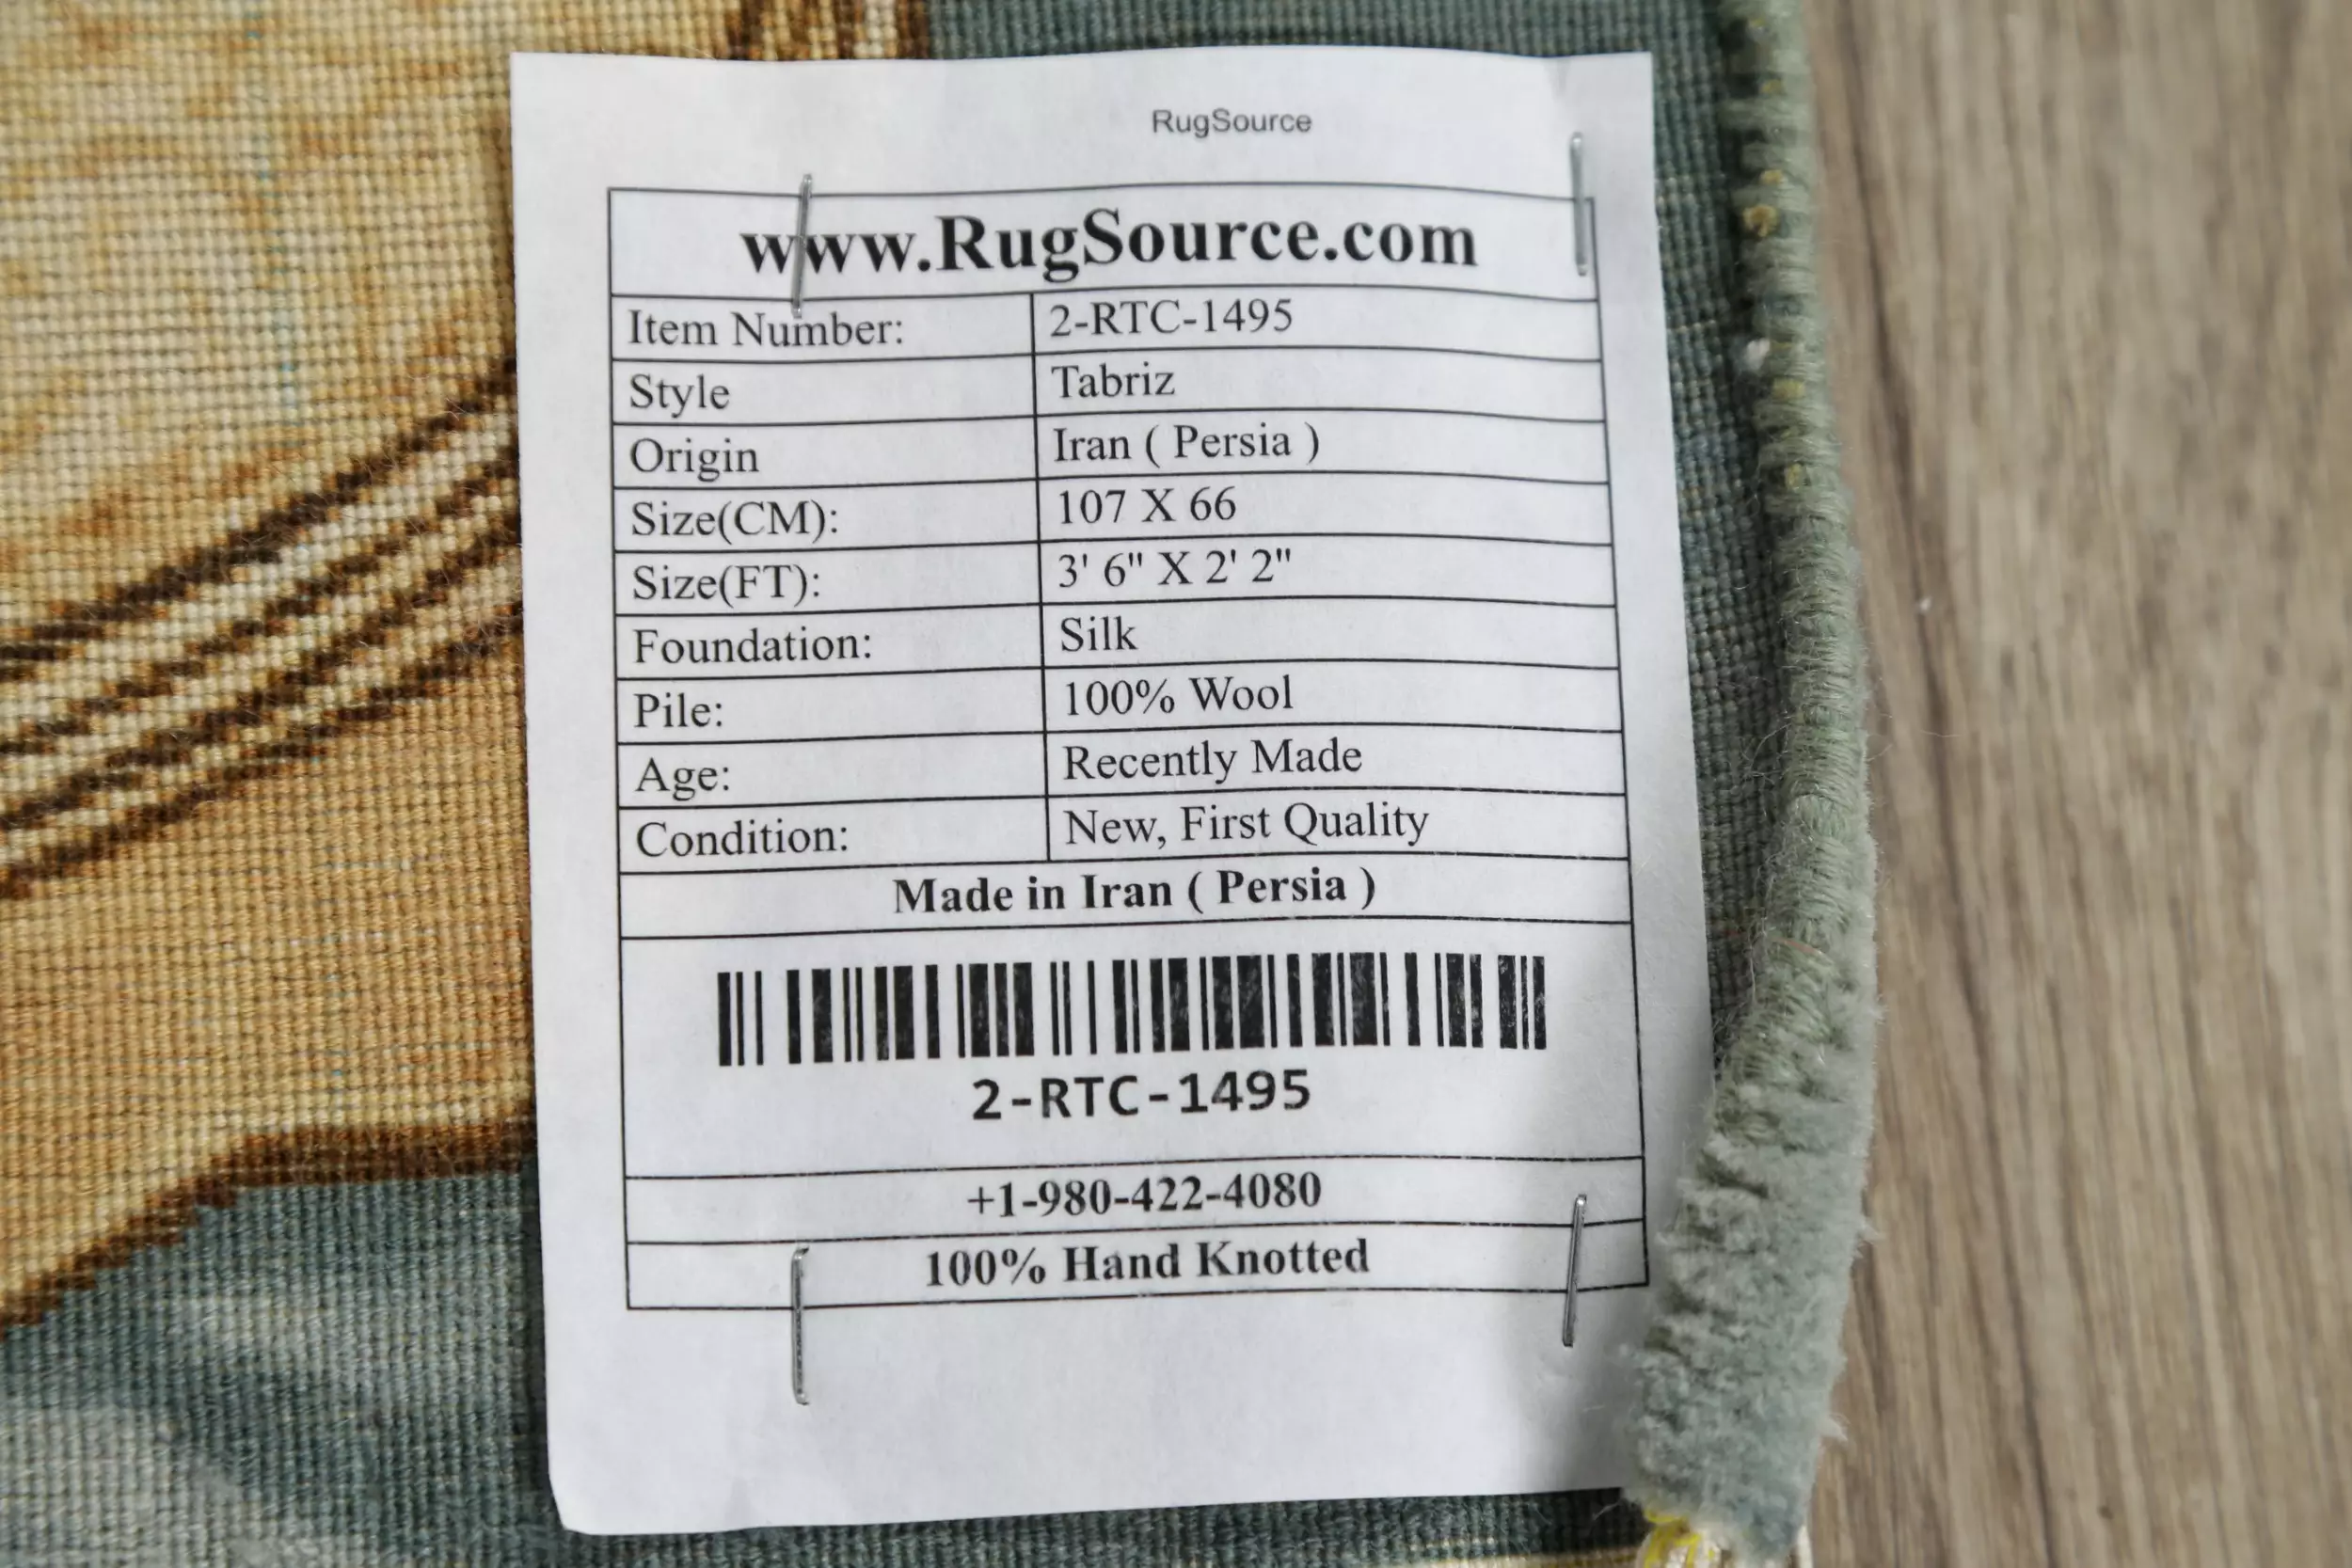 RugSource
www.RugSource.com
Item Number: 2-RTC-1495
Style Tabriz
Origin Iran ( Persia )
Size(CM): 107 X 66
Size(FT): 3' 6" X 2' 2"
Foundation: Silk
Pile: 100% Wool
Age: Recently Made
Condition: New, First Quality
Made in Iran ( Persia )
2-RTC-1495
+1-980-422-4080
100% Hand Knotted